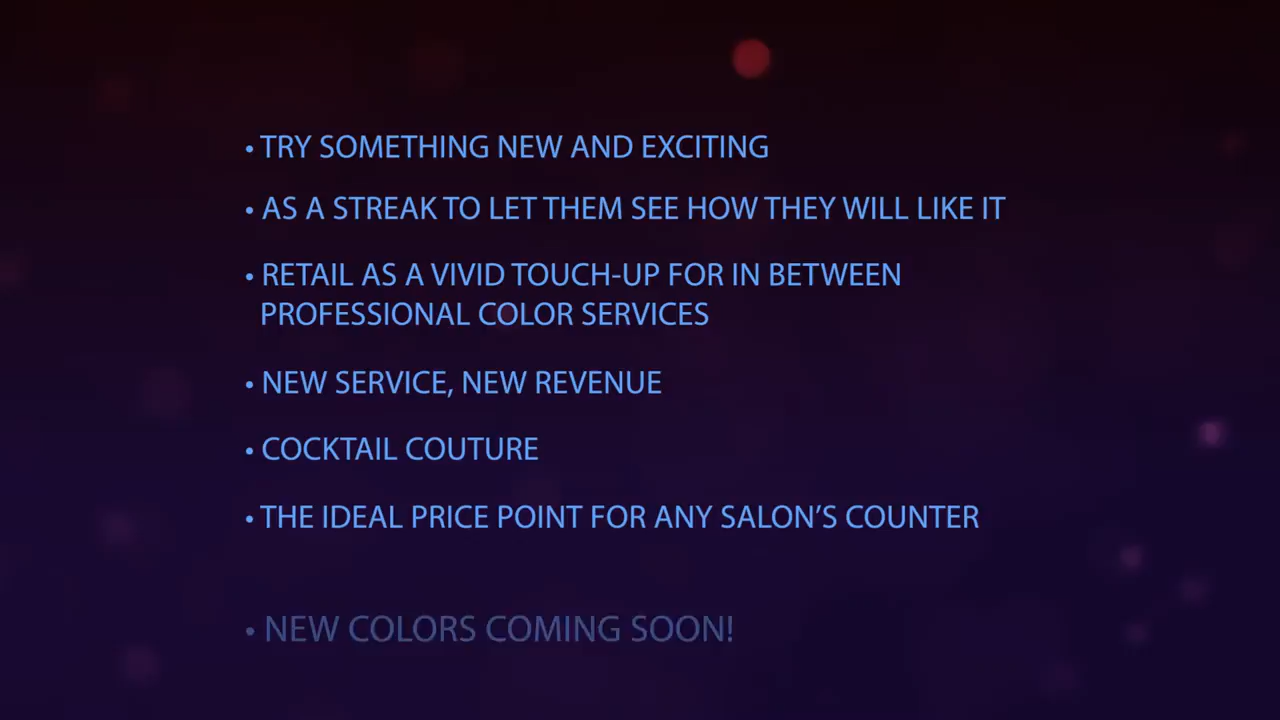 • TRY SOMETHING NEW AND EXCITING
• AS A STREAK TO LET THEM SEE HOW THEY WILL LIKE IT
• RETAIL AS A VIVID TOUCH-UP FOR IN BETWEEN
PROFESSIONAL COLOR SERVICES
• NEW SERVICE, NEW REVENUE
• COCKTAIL COUTURE
• THE IDEAL PRICE POINT FOR ANY SALON’S COUNTER
• NEW COLORS COMING SOON!